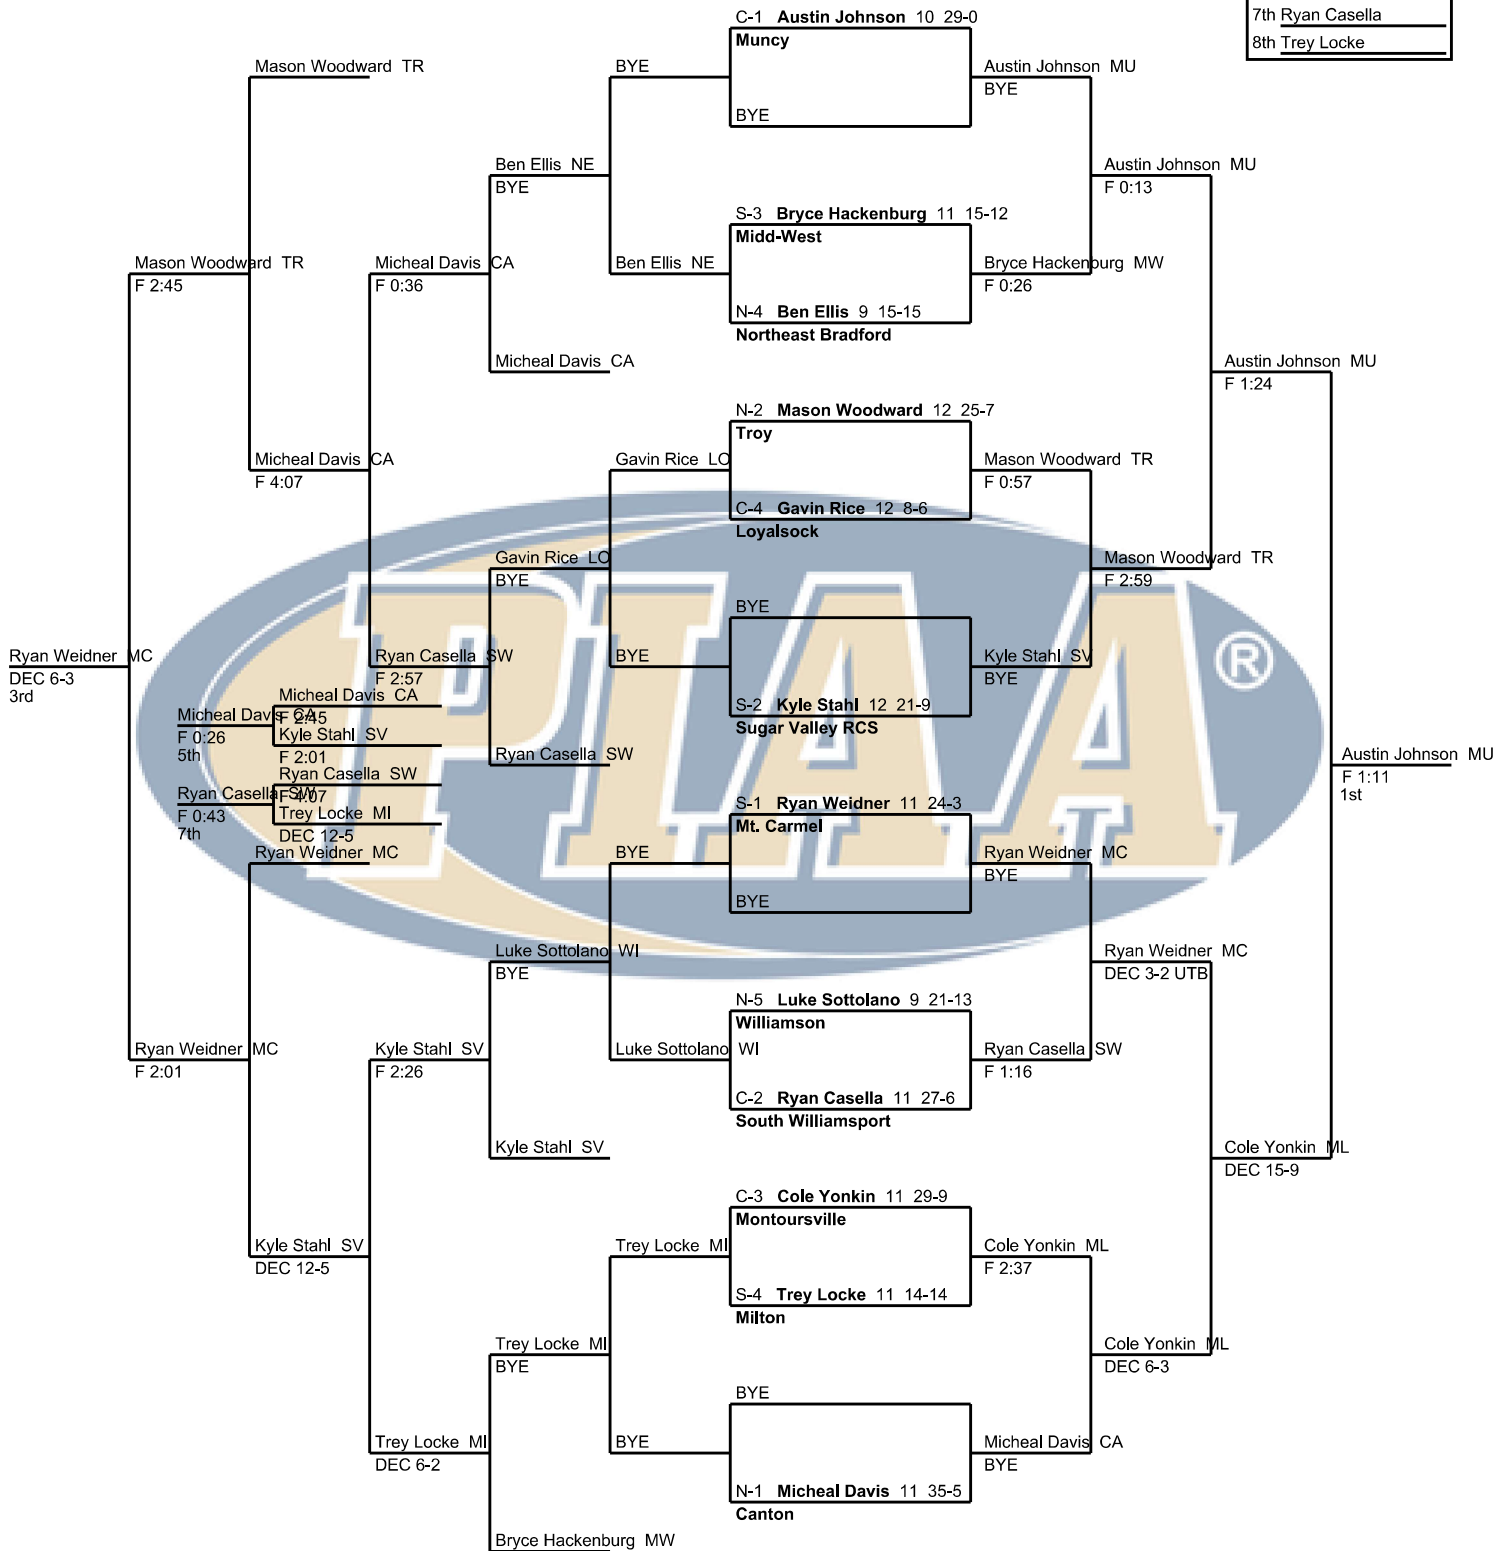 7th Ryan Casella
8th Trey Locke
C-1 Austin Johnson 10 29-0
Muncy
BYE
Austin Johnson MU
BYE
S-3 Bryce Hackenburg 11 15-12
Midd-West
N-4 Ben Ellis 9 15-15
Northeast Bradford
Bryce Hackenburg MW
F 0:26
Austin Johnson MU
F 0:13
N-2 Mason Woodward 12 25-7
Troy
C-4 Gavin Rice 12 8-6
Loyalsock
Mason Woodward TR
F 0:57
BYE
S-2 Kyle Stahl 12 21-9
Sugar Valley RCS
Kyle Stahl SV
BYE
Mason Woodward TR
F 2:59
Austin Johnson MU
F 1:24
S-1 Ryan Weidner 11 24-3
Mt. Carmel
BYE
Ryan Weidner MC
BYE
N-5 Luke Sottolano 9 21-13
Williamson
C-2 Ryan Casella 11 27-6
South Williamsport
Ryan Casella SW
F 1:16
Ryan Weidner MC
DEC 3-2 UTB
C-3 Cole Yonkin 11 29-9
Montoursville
S-4 Trey Locke 11 14-14
Milton
Cole Yonkin ML
F 2:37
BYE
N-1 Micheal Davis 11 35-5
Canton
Micheal Davis CA
BYE
Cole Yonkin ML
DEC 6-3
Cole Yonkin ML
DEC 15-9
Austin Johnson MU
F 1:11
1st
BYE
Ben Ellis NE
Ben Ellis NE
BYE
Micheal Davis CA
Micheal Davis CA
F 0:36
Gavin Rice LO
BYE
Gavin Rice LO
BYE
Ryan Casella SW
Ryan Casella SW
F 2:57
Micheal Davis CA
F 4:07
Mason Woodward TR
Mason Woodward TR
F 2:45
BYE
Luke Sottolano WI
Luke Sottolano WI
BYE
Kyle Stahl SV
Kyle Stahl SV
F 2:26
Trey Locke MI
BYE
Trey Locke MI
BYE
Bryce Hackenburg MW
Trey Locke MI
DEC 6-2
Kyle Stahl SV
DEC 12-5
Ryan Weidner MC
Ryan Weidner MC
F 2:01
Ryan Weidner MC
DEC 6-3
3rd
Micheal Davis CA
F 2:45
Kyle Stahl SV
F 2:01
Micheal Davis CA
F 0:26
5th
Ryan Casella SW
F 4:07
Trey Locke MI
DEC 12-5
Ryan Casella SW
F 0:43
7th
PIAA®